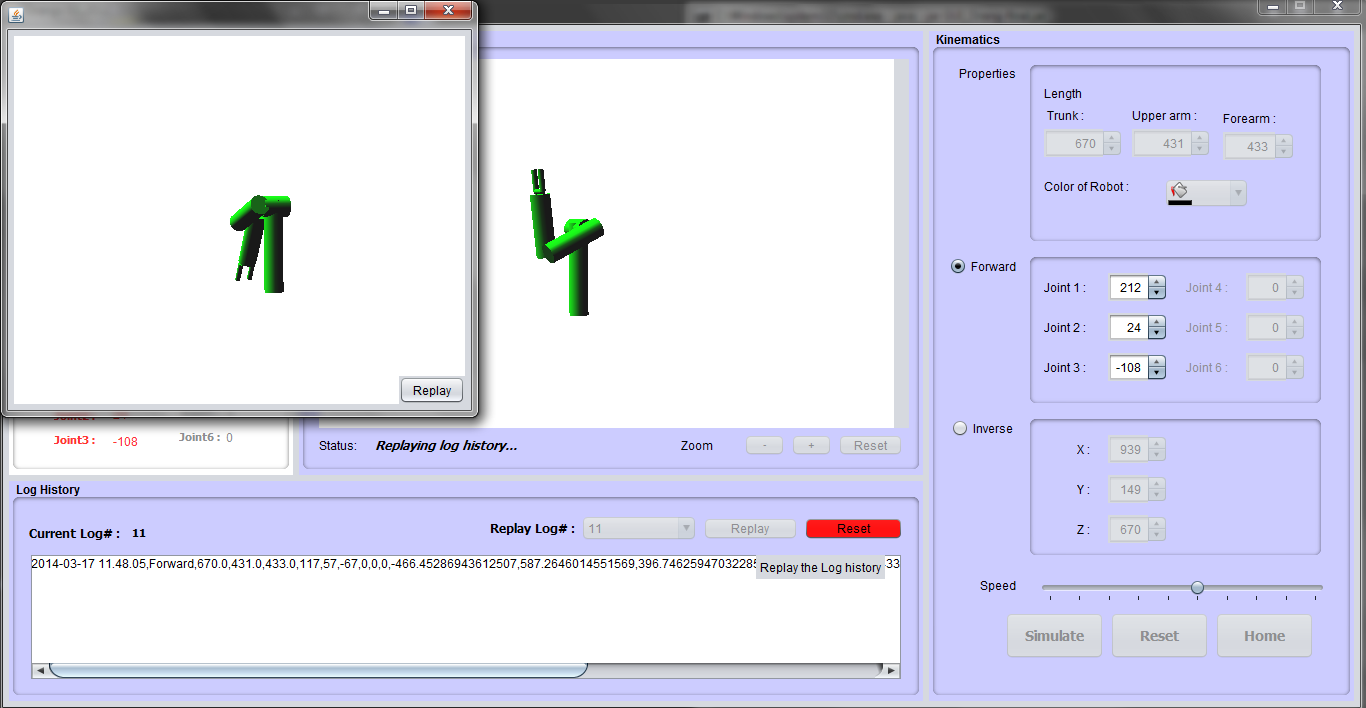 Replay
Joint3 :
-108
Joint6 :
0
Status:
Replaying log history...
Zoom
-
+
Reset
Log History
Current Log# :
11
Replay Log# :
11
Replay
Reset
2014-03-17 11.48.05,Forward,670.0,431.0,433.0,117,57,-67,0,0,0,-466.45286943612507,587.2646014551569,396.7462594703228
33
Replay the Log history
Kinematics
Properties
Length
Trunk :
Upper arm :
Forearm :
670
431
433
Color of Robot :
Forward
Joint 1 :
212
Joint 4 :
0
Joint 2 :
24
Joint 5 :
0
Joint 3 :
-108
Joint 6 :
0
Inverse
X :
939
Y :
149
Z :
670
Speed
Simulate
Reset
Home